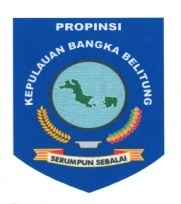 PROPINSI
KEPULAUAN BANGKA BELITUNG
SERUMPUN SEBALAI